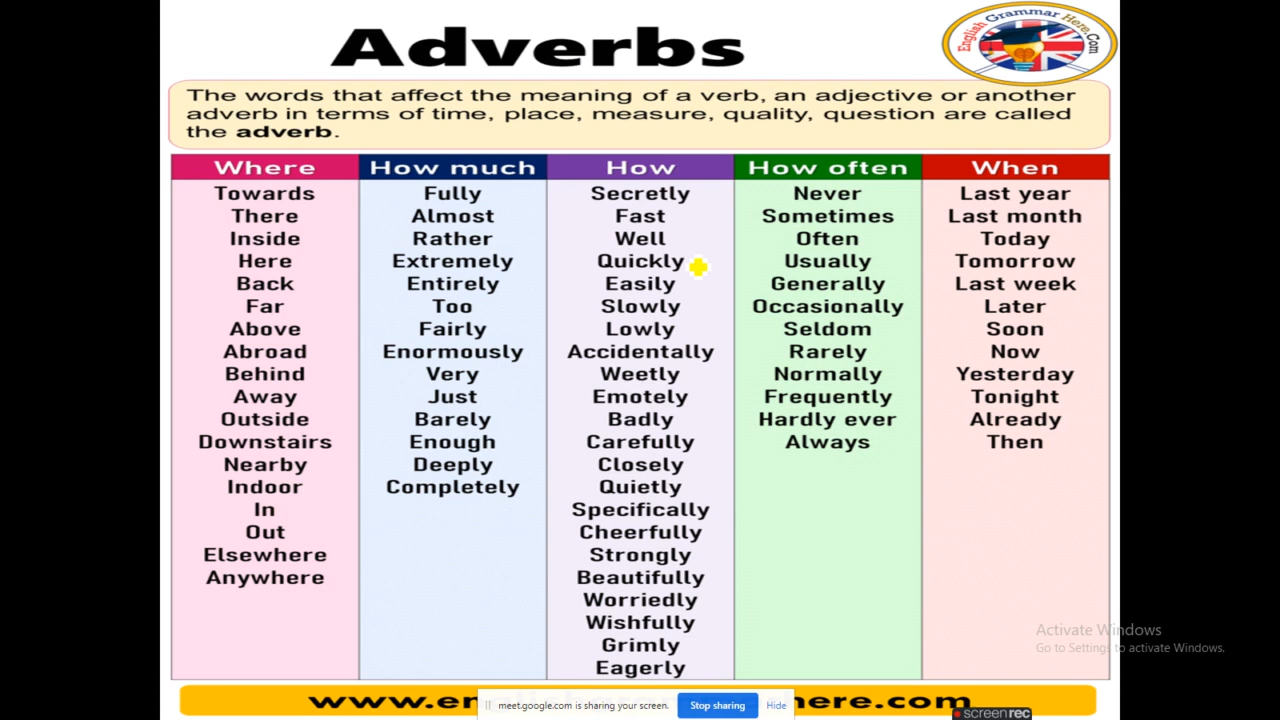 Adverbs
English Grammar Here.Com
The words that affect the meaning of a verb, an adjective or another
adverb in terms of time, place, measure, quality, question are called
the adverb.
Where
Towards
There
Inside
Here
Back
Far
Above
Abroad
Behind
Away
Outside
Downstairs
Nearby
Indoor
In
Out
Elsewhere
Anywhere
How much
Fully
Almost
Rather
Extremely
Entirely
Too
Fairly
Enormously
Very
Just
Barely
Enough
Deeply
Completely
How
Secretly
Fast
Well
Quickly
Easily
Slowly
Lowly
Accidentally
Weetly
Emotely
Badly
Carefully
Closely
Quietly
Specifically
Cheerfully
Strongly
Beautifully
Worriedly
Wishfully
Grimly
Eagerly
How often
Never
Sometimes
Often
Usually
Generally
Occasionally
Seldom
Rarely
Normally
Frequently
Hardly ever
Always
When
Last year
Last month
Today
Tomorrow
Last week
Later
Soon
Now
Yesterday
Tonight
Already
Then
Activate Windows
Go to Settings to activate Windows.
meet.google.com is sharing your screen.
Stop sharing
Hide
screenrec